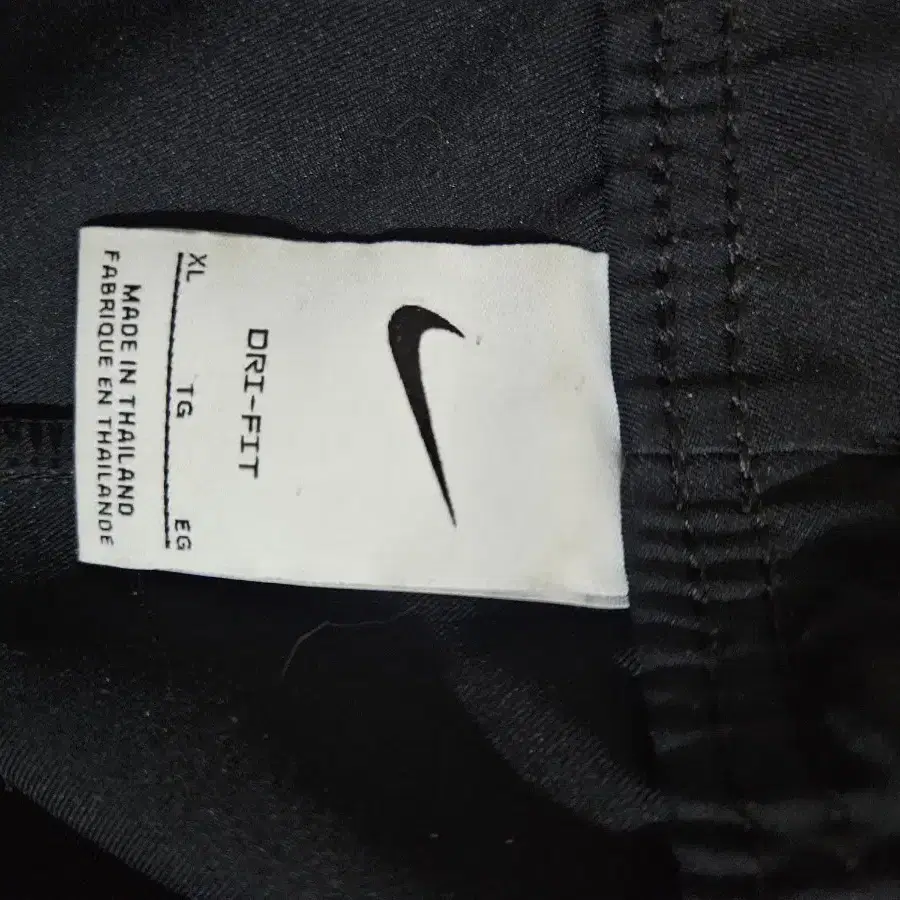 DRI-FIT
XL TG EG
MADE IN THAILAND
FABRIQUE EN THAILANDE